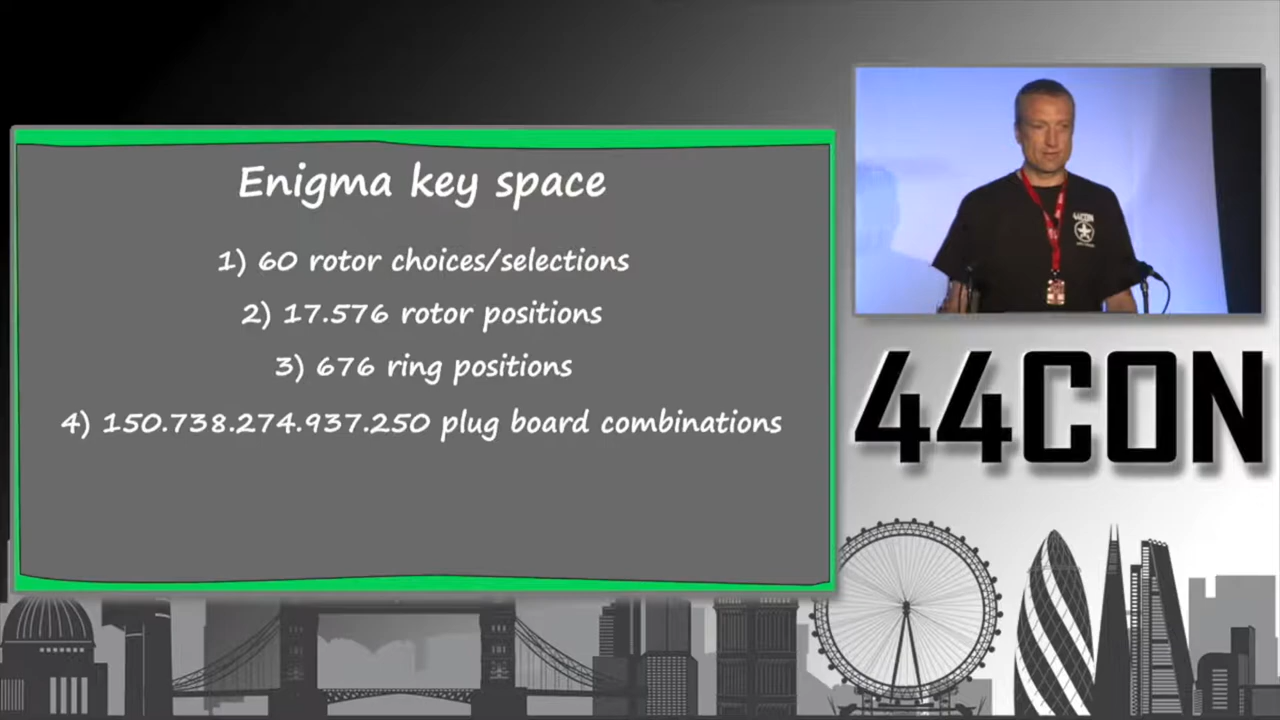 Enigma key space
1) 60 rotor choices/selections
2) 17.576 rotor positions
3) 676 ring positions
4) 150.738.274.937.250 plug board combinations
44CON
44CON